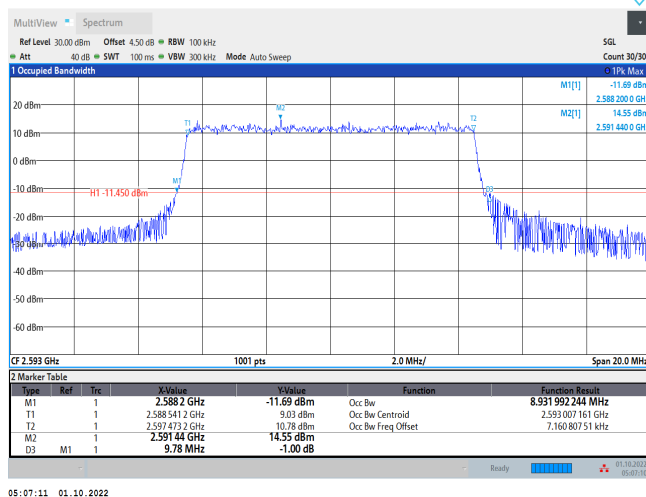 MultiView Spectrum
Ref Level 30.00 dBm Offset 4.50 dB RBW 100 kHz SGL
Att 40 dB SWT 100 ms VBW 300 kHz Mode Auto Sweep Count 30/30
1 Occupied Bandwidth 1Pk Max
M1[1] -11.69 dBm
2.588 200 0 GH
M2[1] 14.55 dBm
2.591 440 0 GH
20 dBm
M2
T1
T2
10 dBm
0 dBm
M1
D3
-10 dBm
H1 -11.450 dBm
-20 dBm
-30 dBm
-40 dBm
-50 dBm
-60 dBm
CF 2.593 GHz 1001 pts 2.0 MHz/ Span 20.0 MHz
2 Marker Table
Type Ref Trc X-Value Y-Value Function Function Result
M1 1 2.588 2 GHz -11.69 dBm Occ Bw 8.931 992 244 MHz
T1 1 2.588 541 2 GHz 9.03 dBm Occ Bw Centroid 2.593 007 161 GHz
T2 1 2.597 473 2 GHz 10.78 dBm Occ Bw Freq Offset 7.160 807 51 kHz
M2 1 2.591 44 GHz 14.55 dBm
D3 M1 1 9.78 MHz -1.00 dB
Ready 01.10.2022
05:07:10
05:07:11 01.10.2022